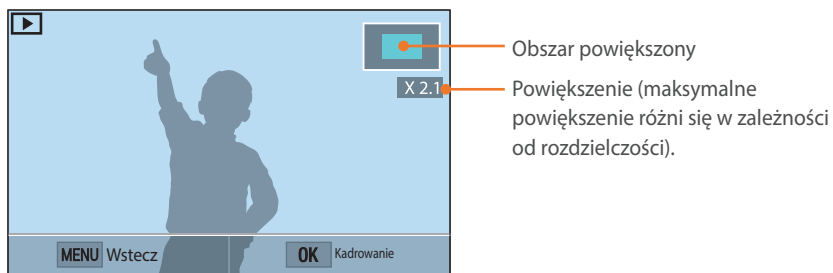 Obszar powiększony
X 2.1
Powiększenie (maksymalne
powiększenie różni się w zależności
od rozdzielczości).
MENU Wstecz
OK Kadrowanie